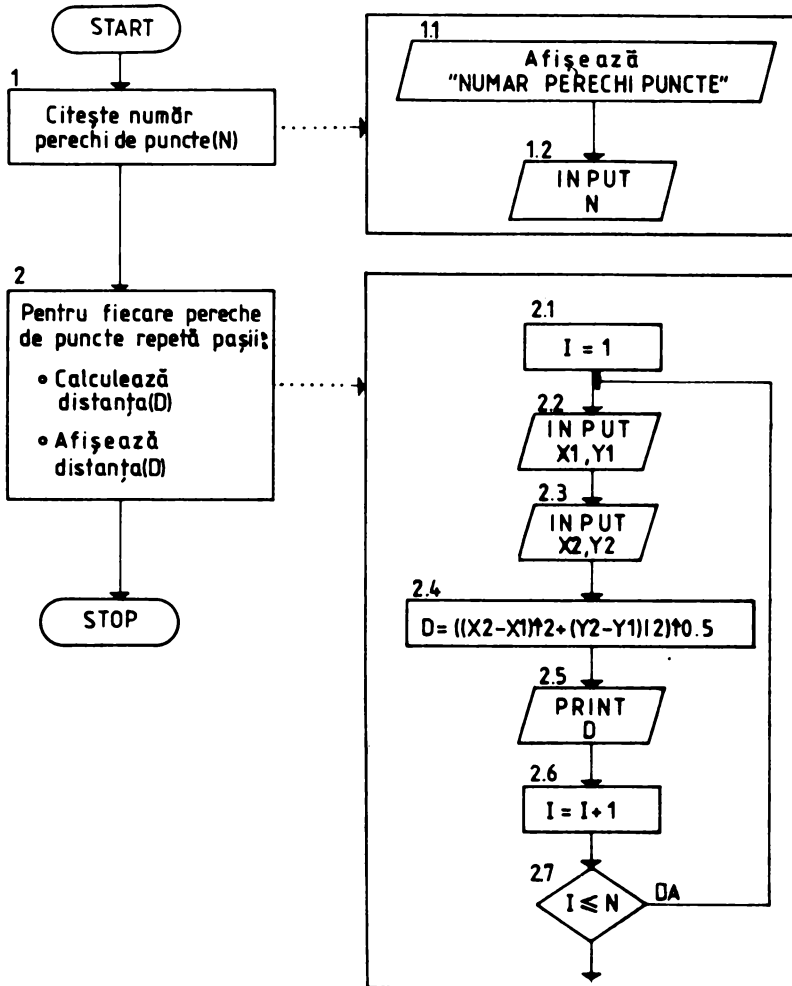 START
1
Citește număr
perechi de puncte(N)
1.1
Afișează
"NUMAR PERECHI PUNCTE"
1.2
INPUT
N
2
Pentru fiecare pereche
de puncte repetă pașii:
• Calculează
distanța(D)
• Afișează
distanța(D)
STOP
2.1
I = 1
2.2
INPUT
X1,Y1
2.3
INPUT
X2,Y2
2.4
D=((X2-X1)↑2+(Y2-Y1)↑2)↑0.5
2.5
PRINT
D
2.6
I = I+1
2.7
I ≤ N
DA